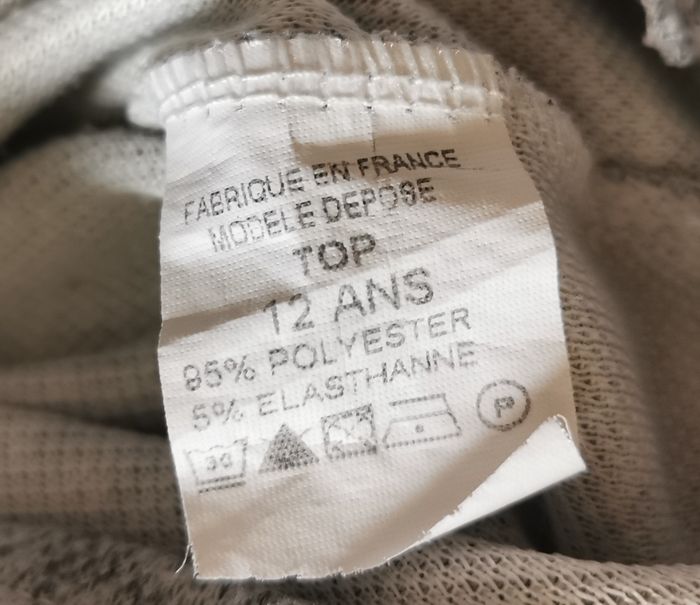 FABRIQUE EN FRANCE
MODELE DEPOSE
TOP
12 ANS
85% POLYESTER
5% ELASTHANNE
30
P